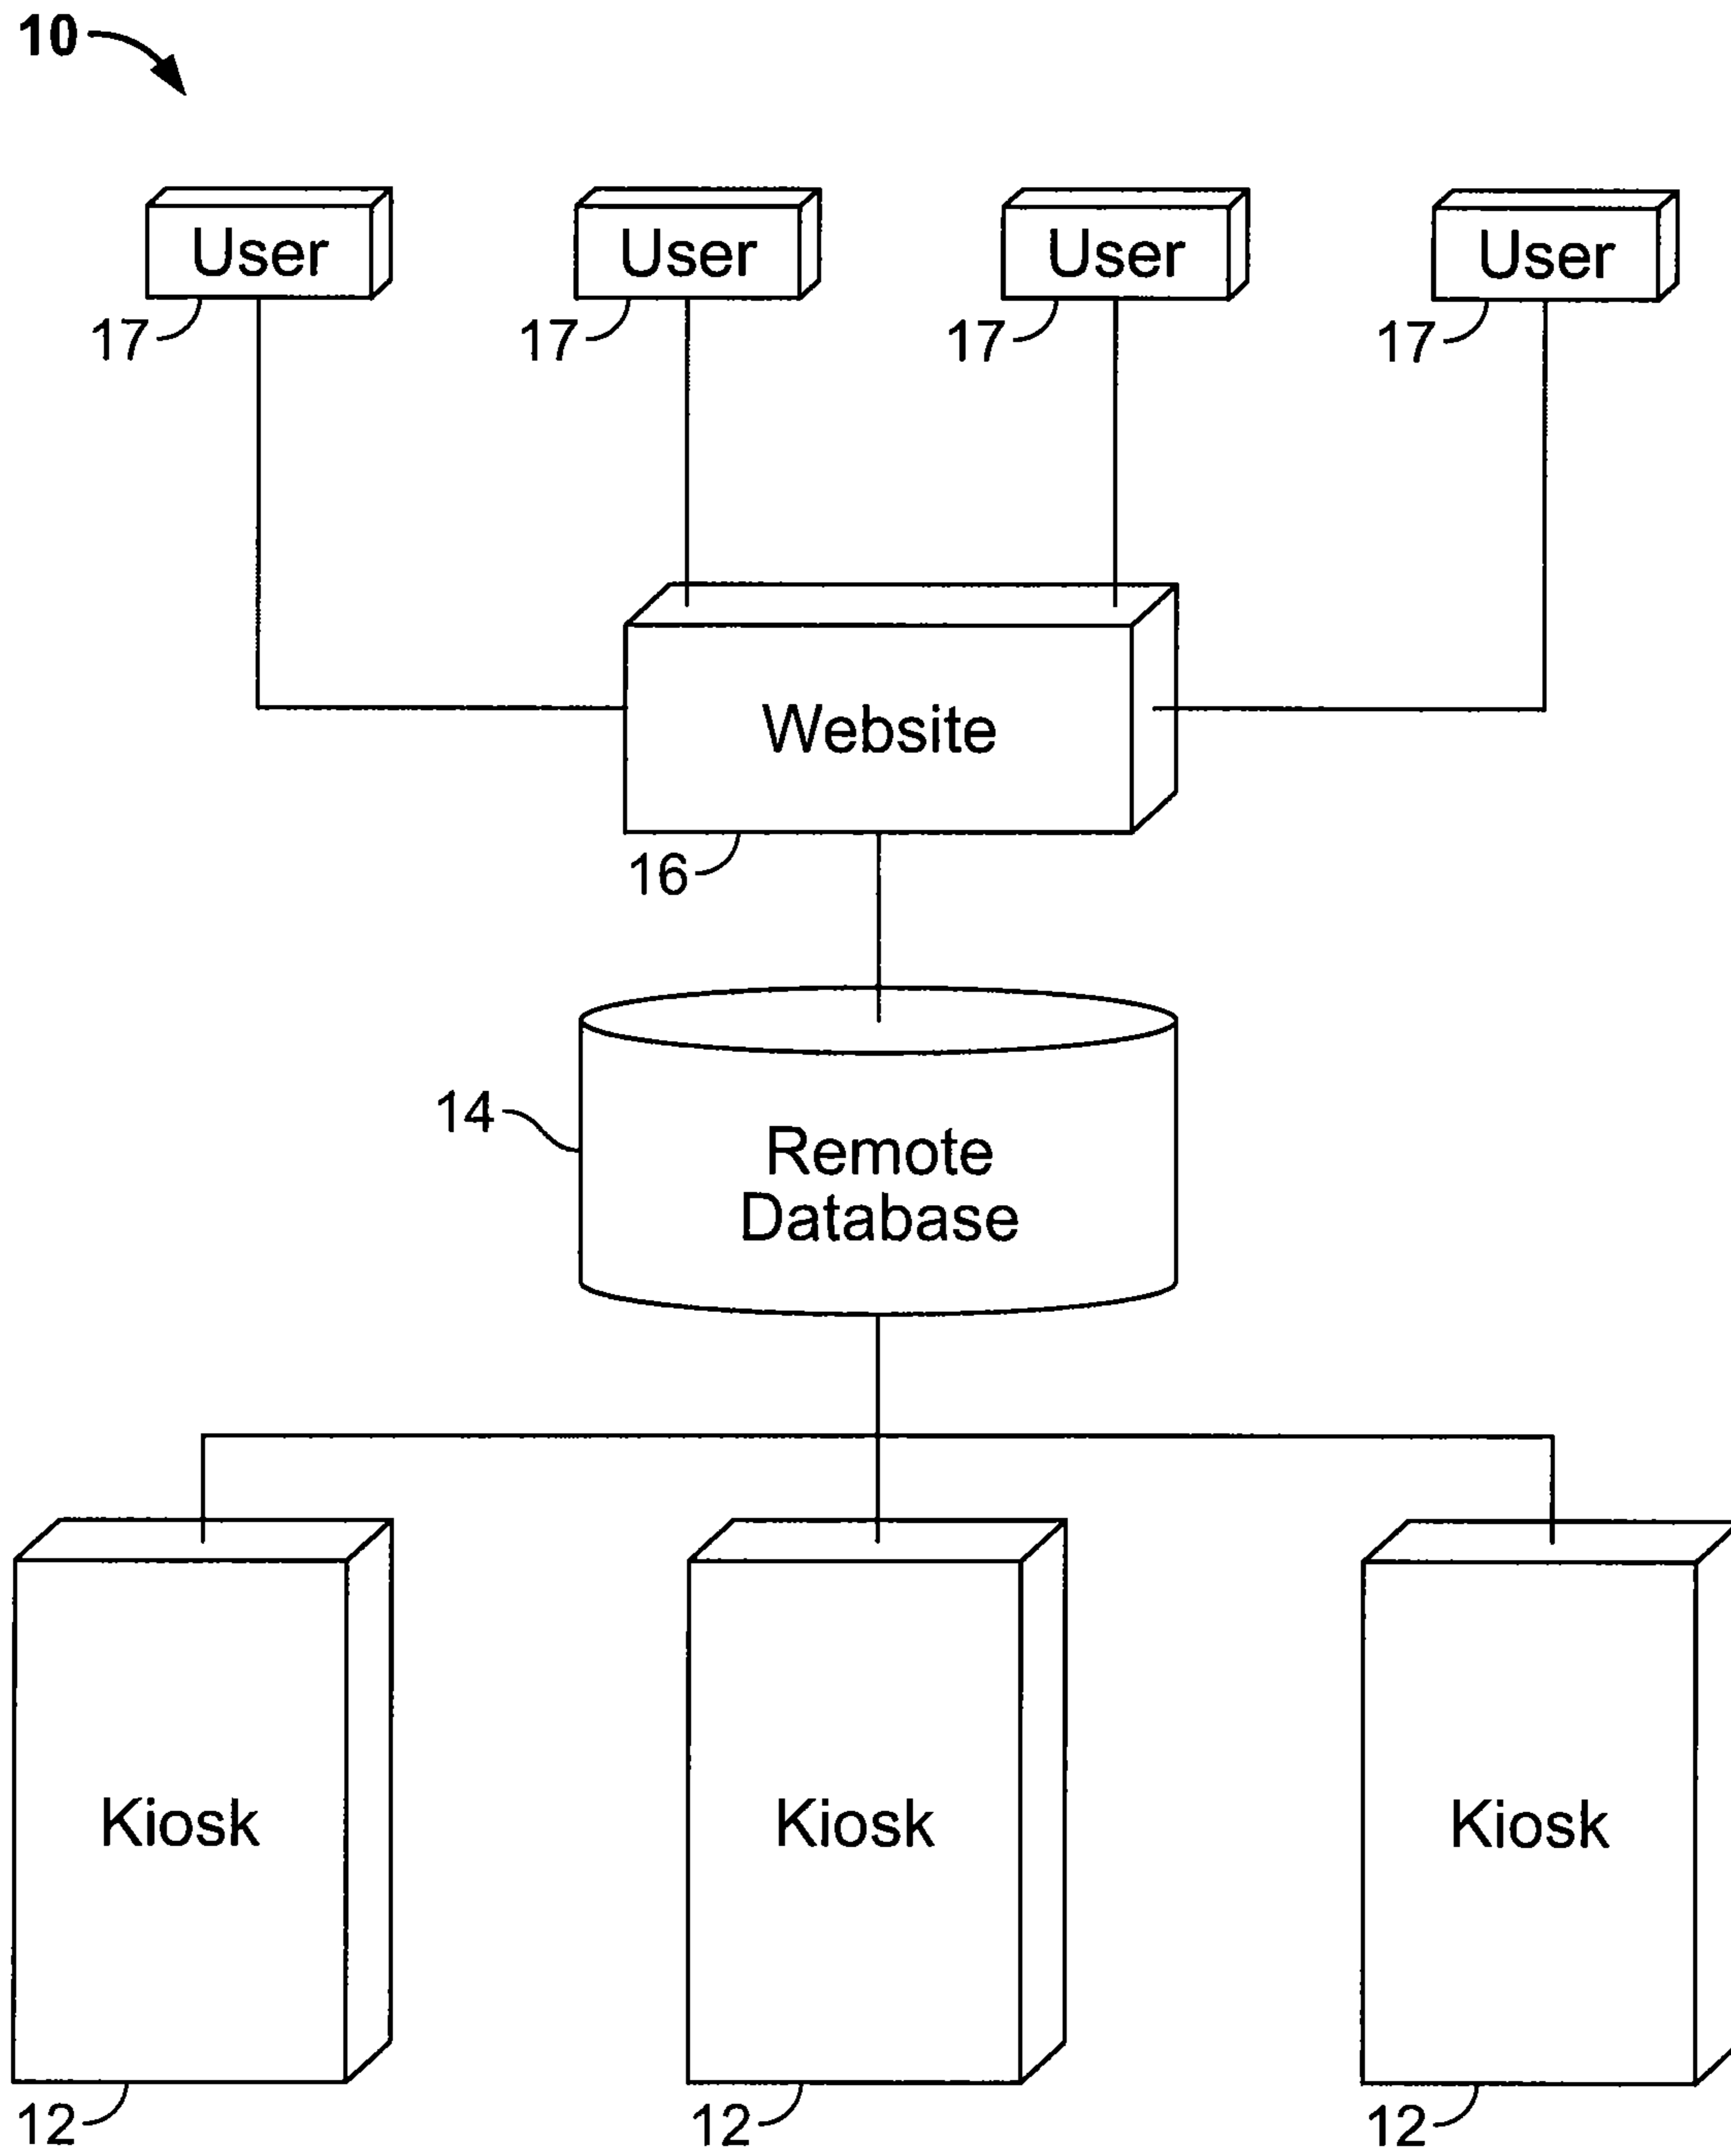 10
User User User User
17 17 17 17
Website
16
14
Remote
Database
Kiosk Kiosk Kiosk
12 12 12